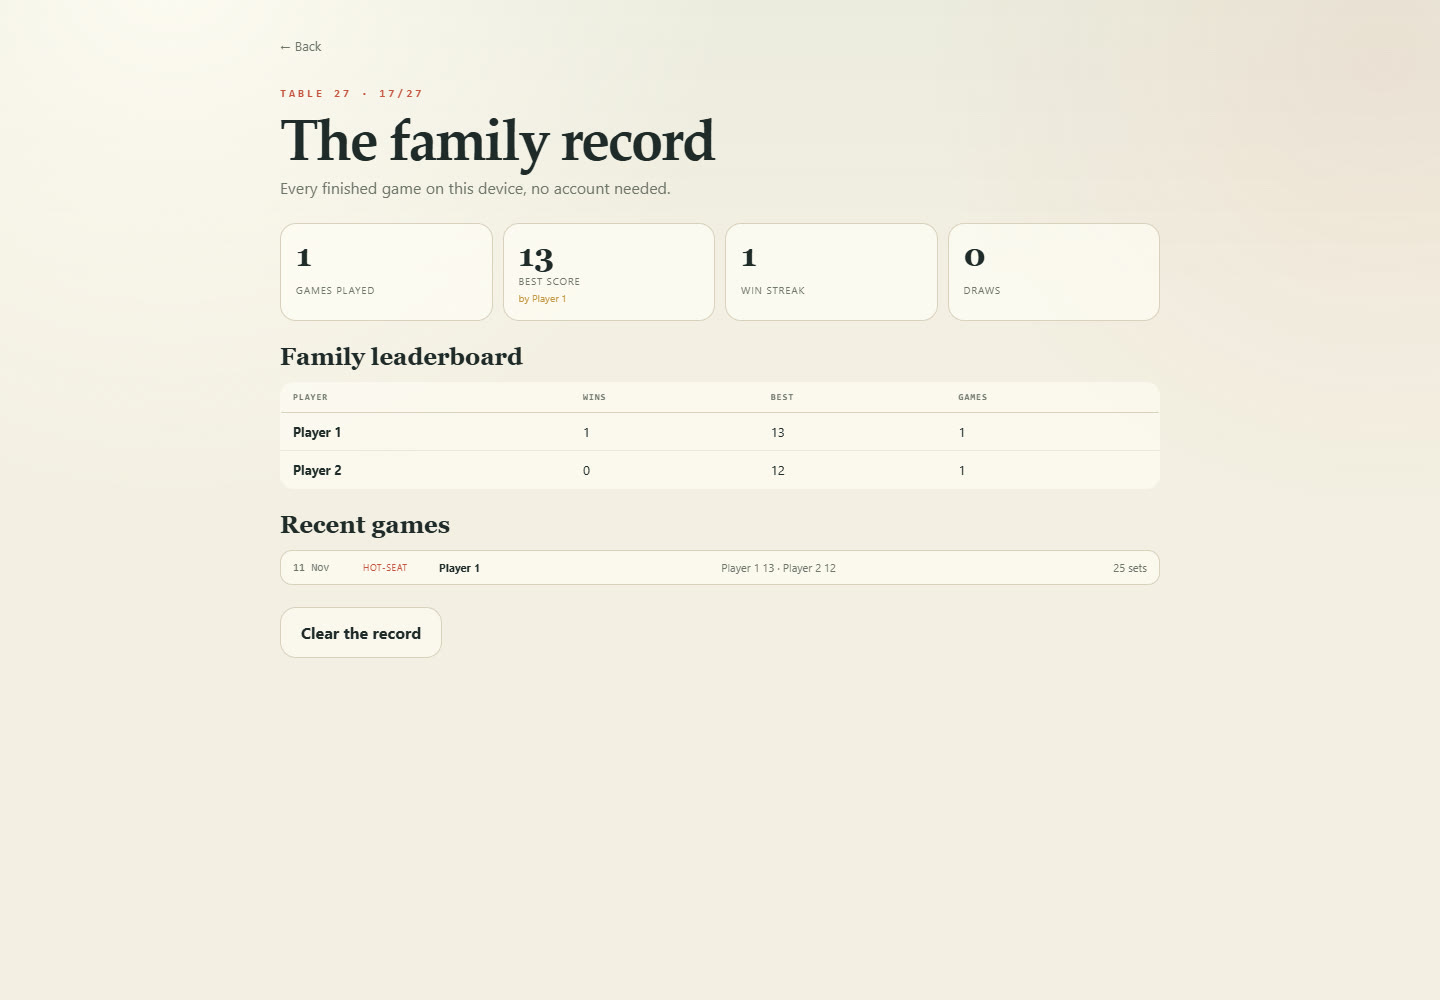 ← Back
TABLE 27 · 17/27
The family record
Every finished game on this device, no account needed.
1
GAMES PLAYED
13
BEST SCORE
by Player 1
1
WIN STREAK
0
DRAWS
Family leaderboard
PLAYER WINS BEST GAMES
Player 1 1 13 1
Player 2 0 12 1
Recent games
11 Nov HOT-SEAT Player 1 Player 1 13 · Player 2 12 25 sets
Clear the record